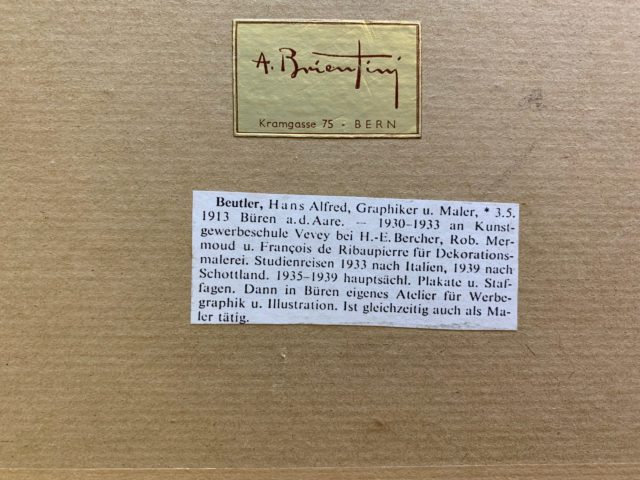 A. Brientini
Kramgasse 75 - BERN
Beutler, Hans Alfred, Graphiker u. Maler, * 3.5.
1913 Büren a.d.Aare. — 1930-1933 an Kunst-
gewerbeschule Vevey bei H.-E. Bercher, Rob. Mer-
moud u. François de Ribaupierre für Dekorations-
malerei. Studienreisen 1933 nach Italien, 1939 nach
Schottland. 1935-1939 hauptsächl. Plakate u. Staf-
fagen. Dann in Büren eigenes Atelier für Werbe-
graphik u. Illustration. Ist gleichzeitig auch als Ma-
ler tätig.